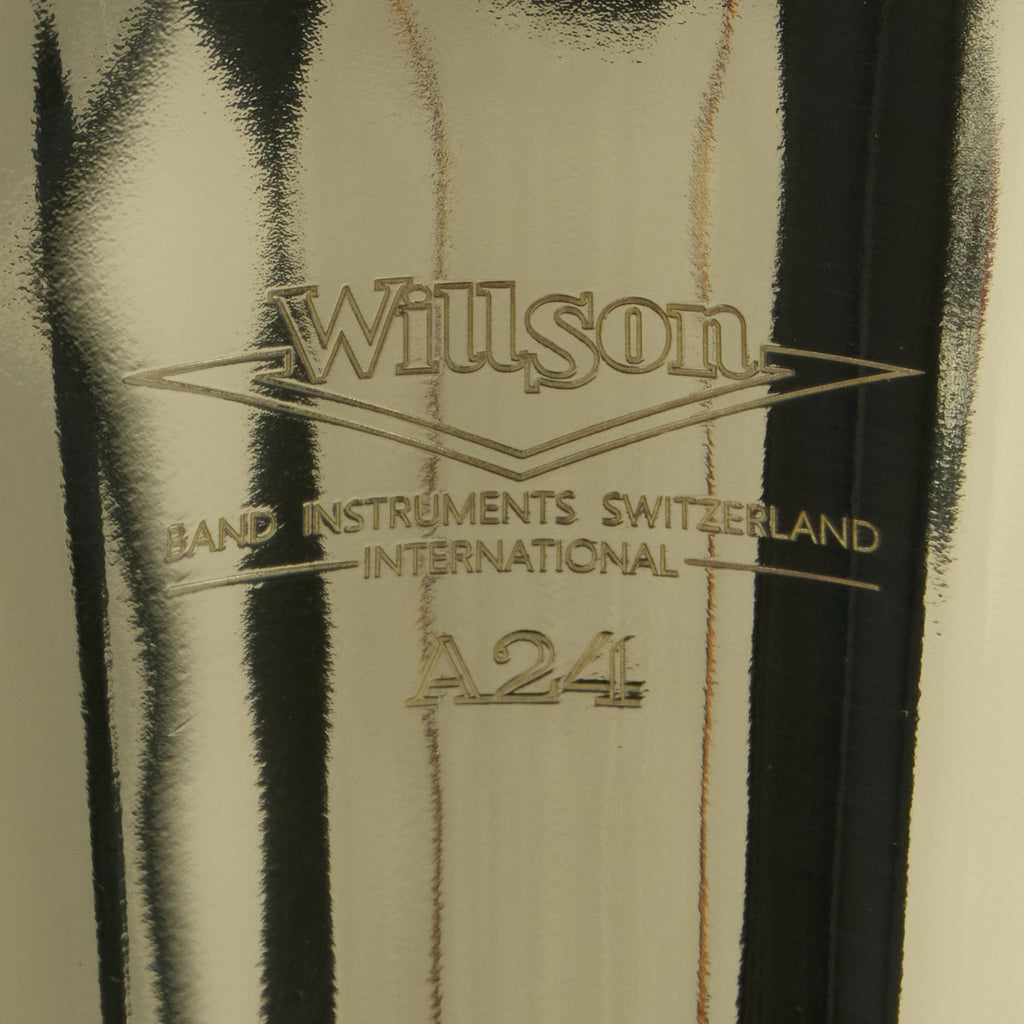 Willson
BAND INSTRUMENTS SWITZERLAND
INTERNATIONAL
A24